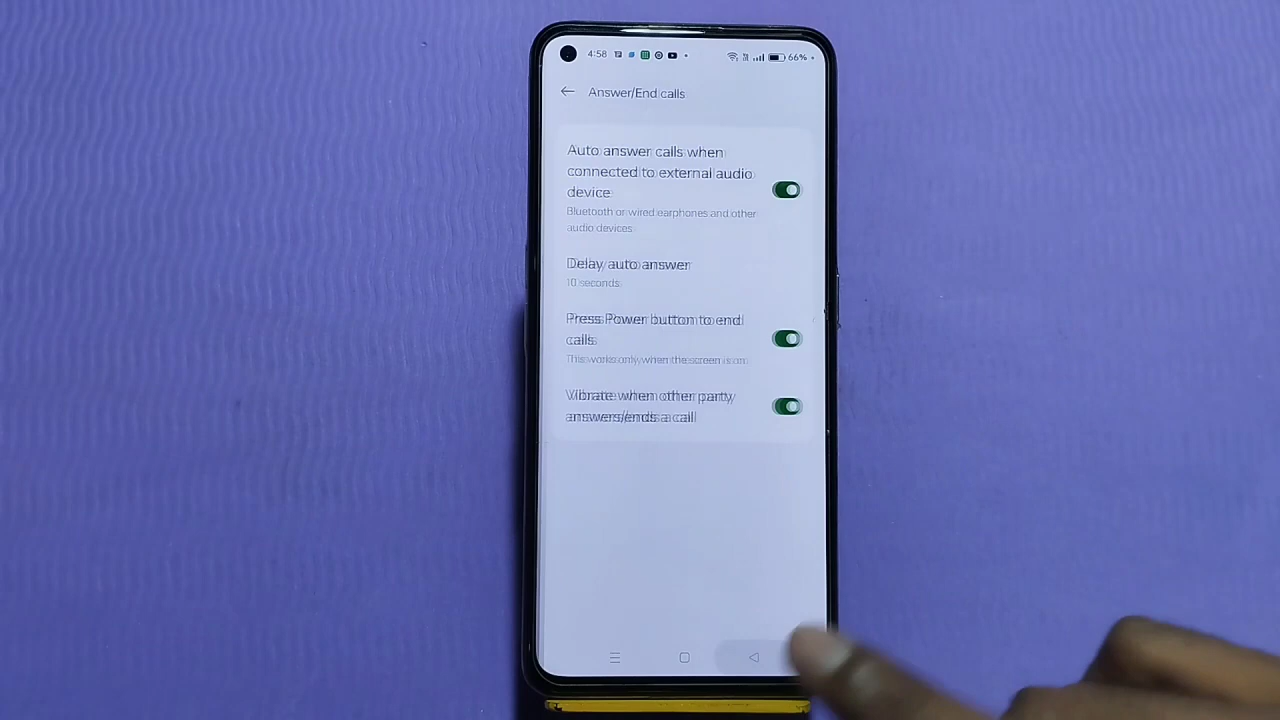 4:58
66%
Answer/End calls
Auto answer calls when
connected to external audio
device
Bluetooth or wired earphones and other
audio devices
Delay auto answer
10 seconds
Press Power button to end
calls
This works only when the screen is on
Vibrate when other party
answers/ends a call